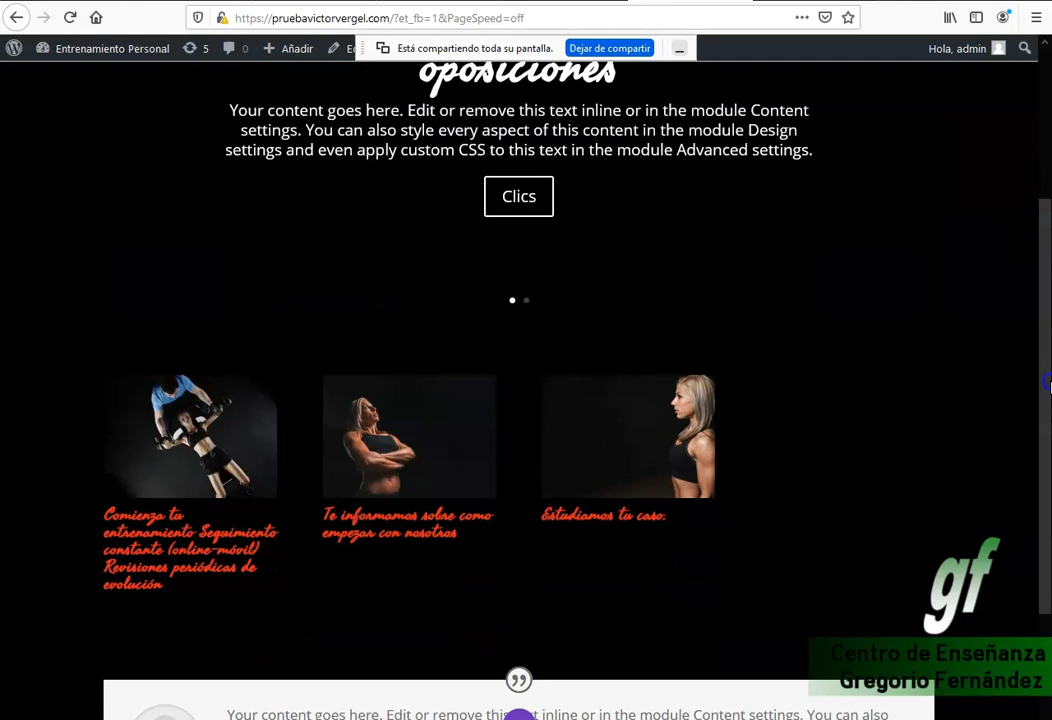 https://pruebavictorvergel.com/?et_fb=1&PageSpeed=off
Entrenamiento Personal 5 0 Añadir
Está compartiendo toda su pantalla. Dejar de compartir
Hola, admin
oposiciones
Your content goes here. Edit or remove this text inline or in the module Content
settings. You can also style every aspect of this content in the module Design
settings and even apply custom CSS to this text in the module Advanced settings.
Clics
Comienza tu
entrenamiento Seguimiento
constante (online-móvil)
Revisiones periódicas de
evolución
Te informamos sobre como
empezar con nosotros
Estudiamos tu caso.
gf
Centro de Enseñanza
Gregorio Fernández
Your content goes here. Edit or remove this text inline or in the module Content settings. You can also